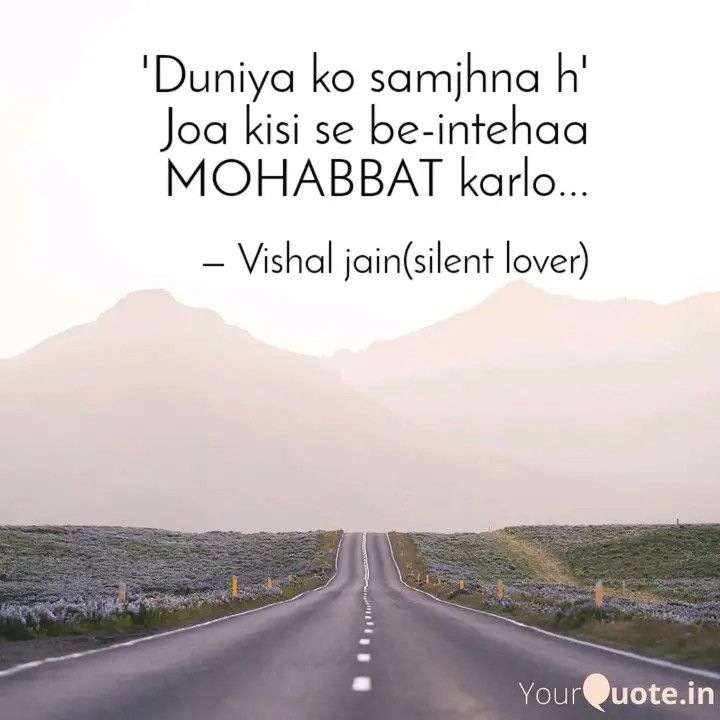 'Duniya ko samjhna h'
Joa kisi se be-intehaa
MOHABBAT karlo...
– Vishal jain(silent lover)
YourQuote.in